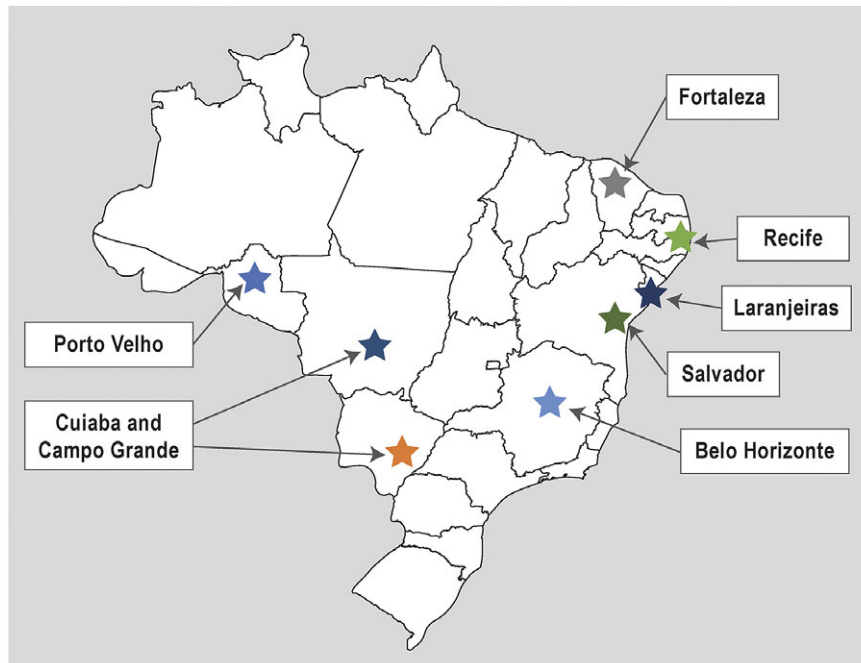 Fortaleza
Recife
Laranjeiras
Porto Velho
Salvador
Cuiaba and
Campo Grande
Belo Horizonte